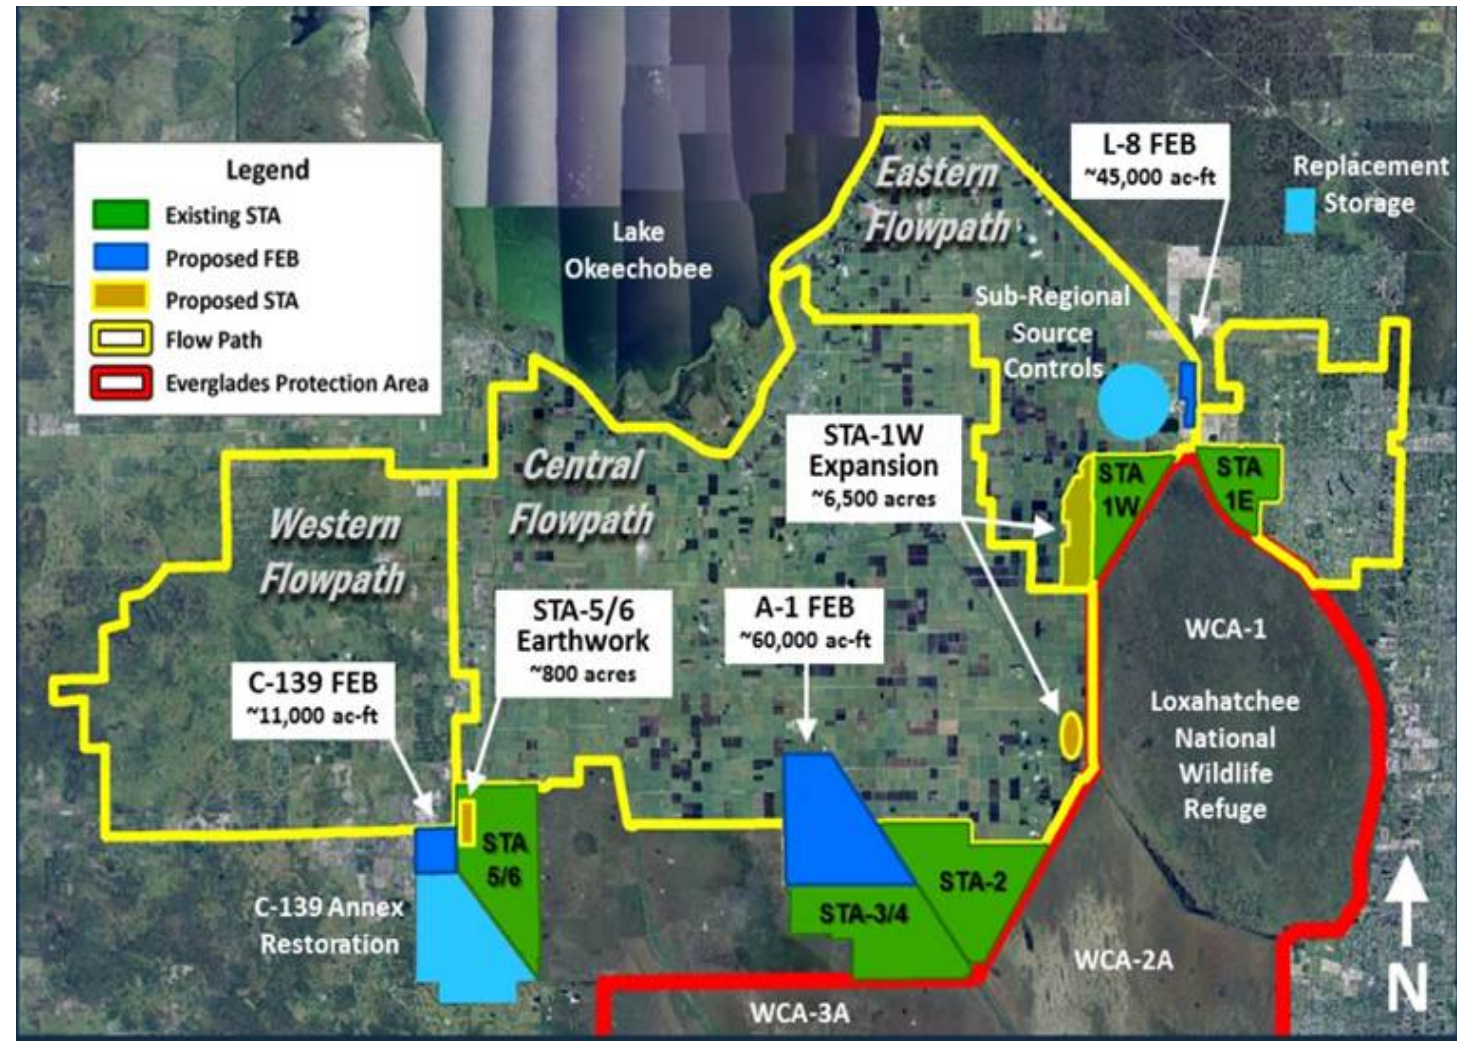 Legend
Existing STA
Proposed FEB
Proposed STA
Flow Path
Everglades Protection Area
Lake
Okeechobee
Eastern
Flowpath
L-8 FEB
~45,000 ac-ft
Replacement
Storage
Sub-Regional
Source
Controls
STA-1W
Expansion
~6,500 acres
STA
1W
STA
1E
Central
Flowpath
Western
Flowpath
STA-5/6
Earthwork
~800 acres
A-1 FEB
~60,000 ac-ft
C-139 FEB
~11,000 ac-ft
WCA-1
Loxahatchee
National
Wildlife
Refuge
STA
5/6
STA-2
STA-3/4
C-139 Annex
Restoration
WCA-2A
WCA-3A
N